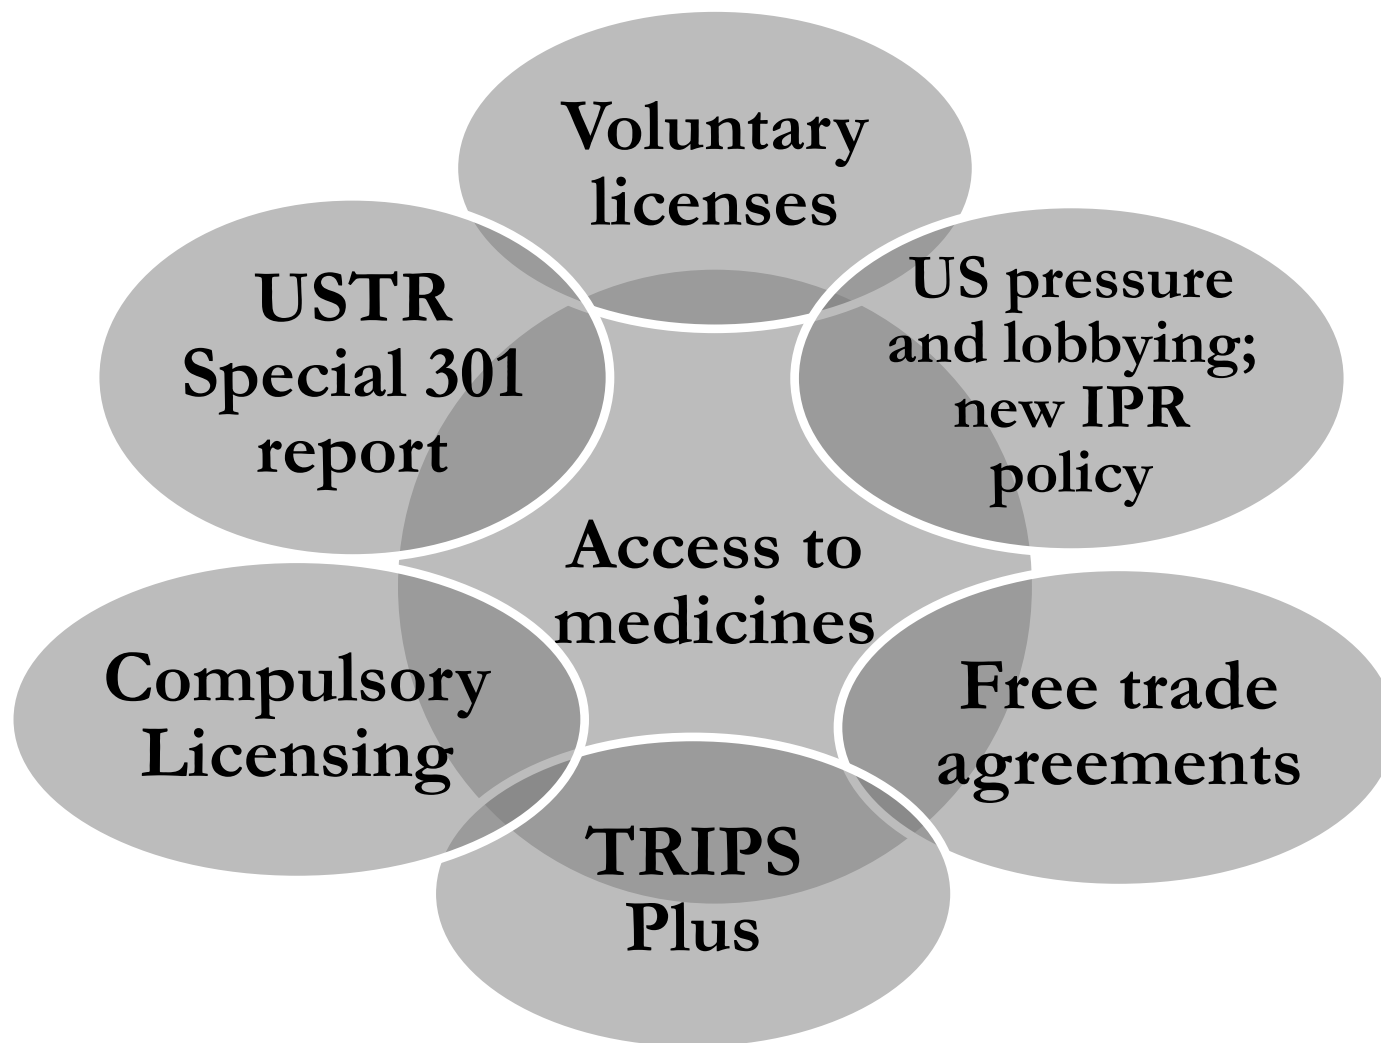 Voluntary
licenses
USTR
Special 301
report
US pressure
and lobbying;
new IPR
policy
Access to
medicines
Compulsory
Licensing
Free trade
agreements
TRIPS
Plus